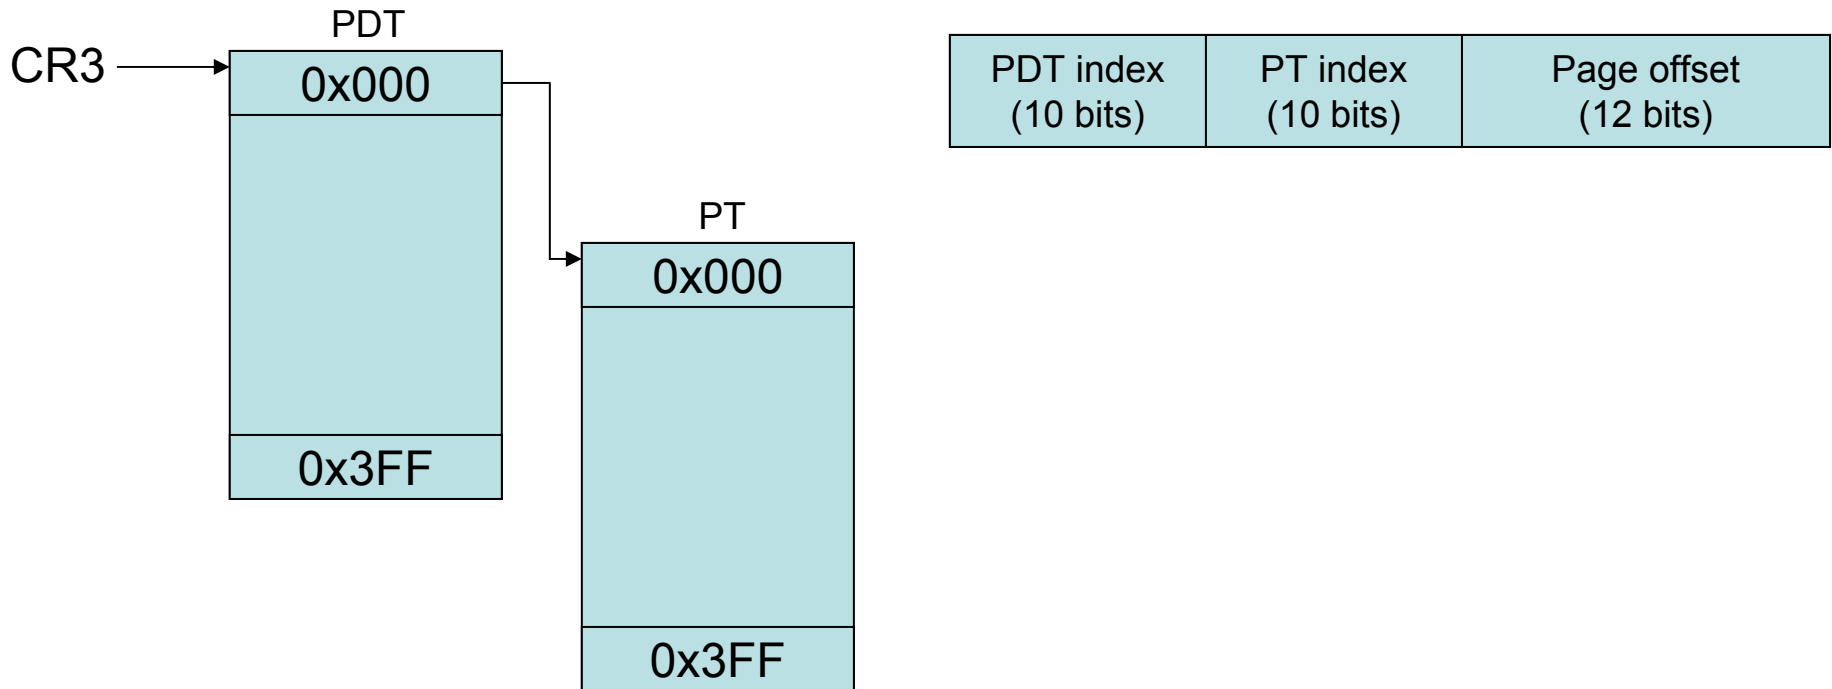 PDT
CR3
0x000
0x3FF
PT
0x000
0x3FF
PDT index
(10 bits)
PT index
(10 bits)
Page offset
(12 bits)